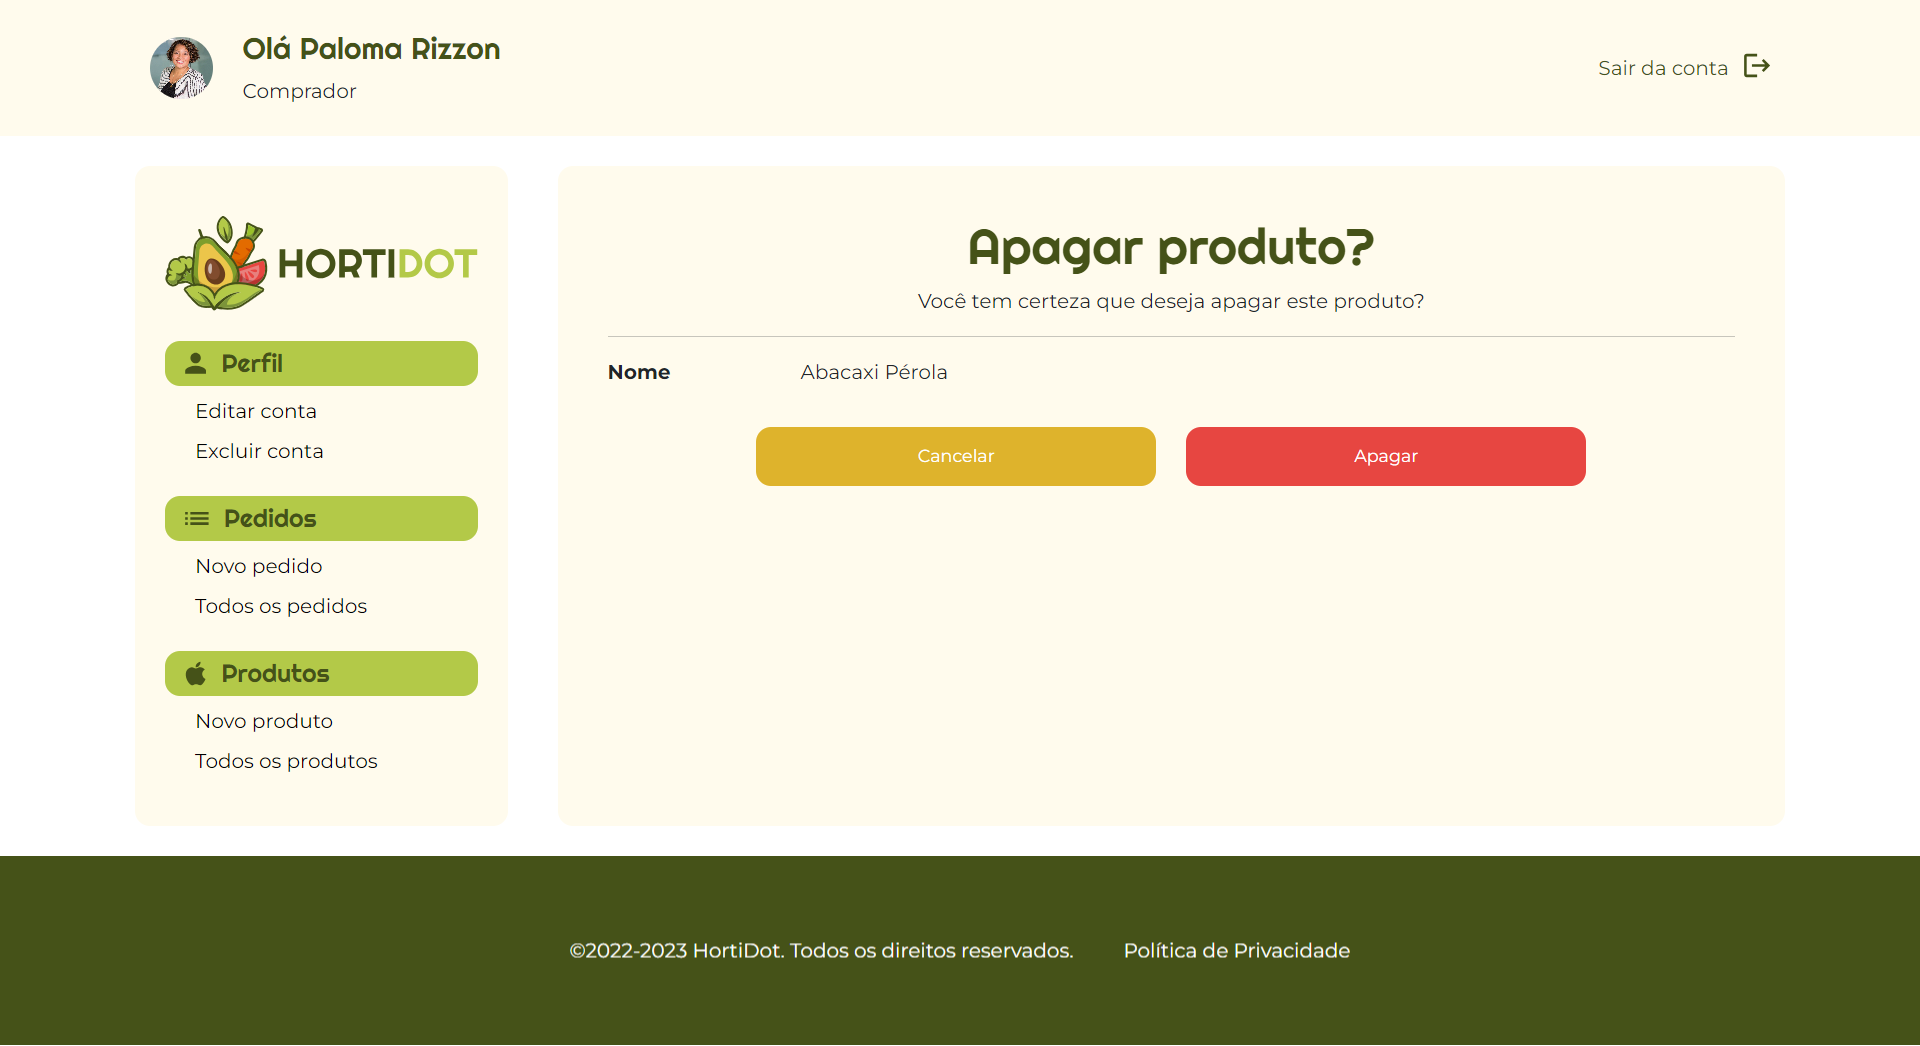 Olá Paloma Rizzon
Comprador
Sair da conta
HORTIDOT
Perfil
Editar conta
Excluir conta
Pedidos
Novo pedido
Todos os pedidos
Produtos
Novo produto
Todos os produtos
Apagar produto?
Você tem certeza que deseja apagar este produto?
Nome Abacaxi Pérola
Cancelar Apagar
©2022-2023 HortiDot. Todos os direitos reservados. Política de Privacidade